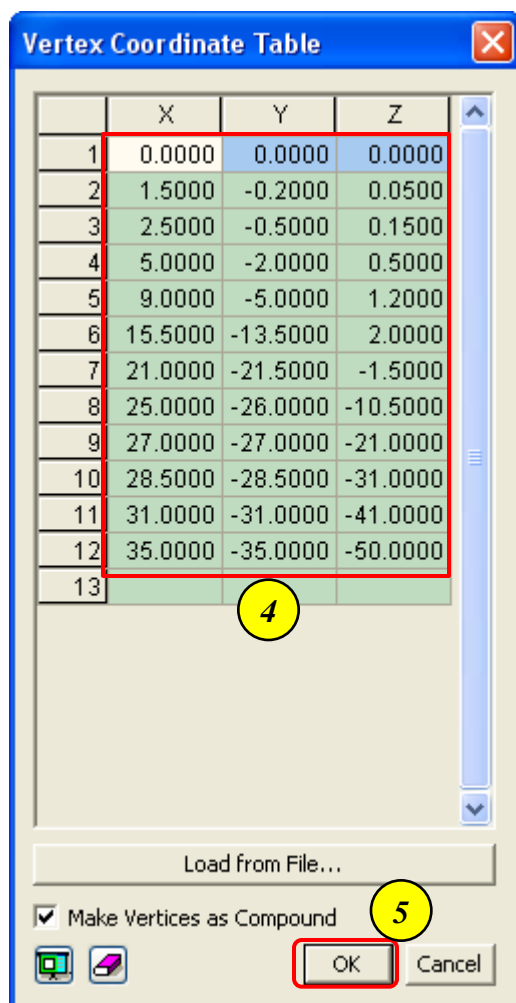 Vertex Coordinate Table
X Y Z
1 0.0000 0.0000 0.0000
2 1.5000 -0.2000 0.0500
3 2.5000 -0.5000 0.1500
4 5.0000 -2.0000 0.5000
5 9.0000 -5.0000 1.2000
6 15.5000 -13.5000 2.0000
7 21.0000 -21.5000 -1.5000
8 25.0000 -26.0000 -10.5000
9 27.0000 -27.0000 -21.0000
10 28.5000 -28.5000 -31.0000
11 31.0000 -31.0000 -41.0000
12 35.0000 -35.0000 -50.0000
13
4
Load from File...
Make Vertices as Compound 5
OK Cancel